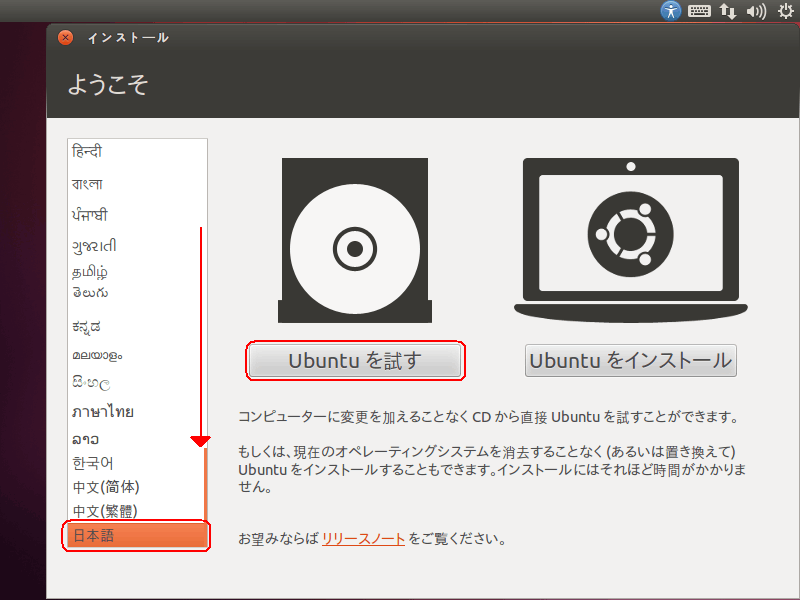 インストール
ようこそ
हिन्दी
বাংলা
ਪੰਜਾਬੀ
ગુજરાતી
தமிழ்
తెలుగు
ಕನ್ನಡ
മലയാളം
සිංහල
ภาษาไทย
ລາວ
한국어
中文(简体)
中文(繁體)
日本語
Ubuntu を試す
Ubuntu をインストール
コンピューターに変更を加えることなく CD から直接 Ubuntu を試すことができます。
もしくは、現在のオペレーティングシステムを消去することなく (あるいは置き換えて)
Ubuntu をインストールすることもできます。インストールにはそれほど時間がかかりま
せん。
お望みならば リリースノート をご覧ください。